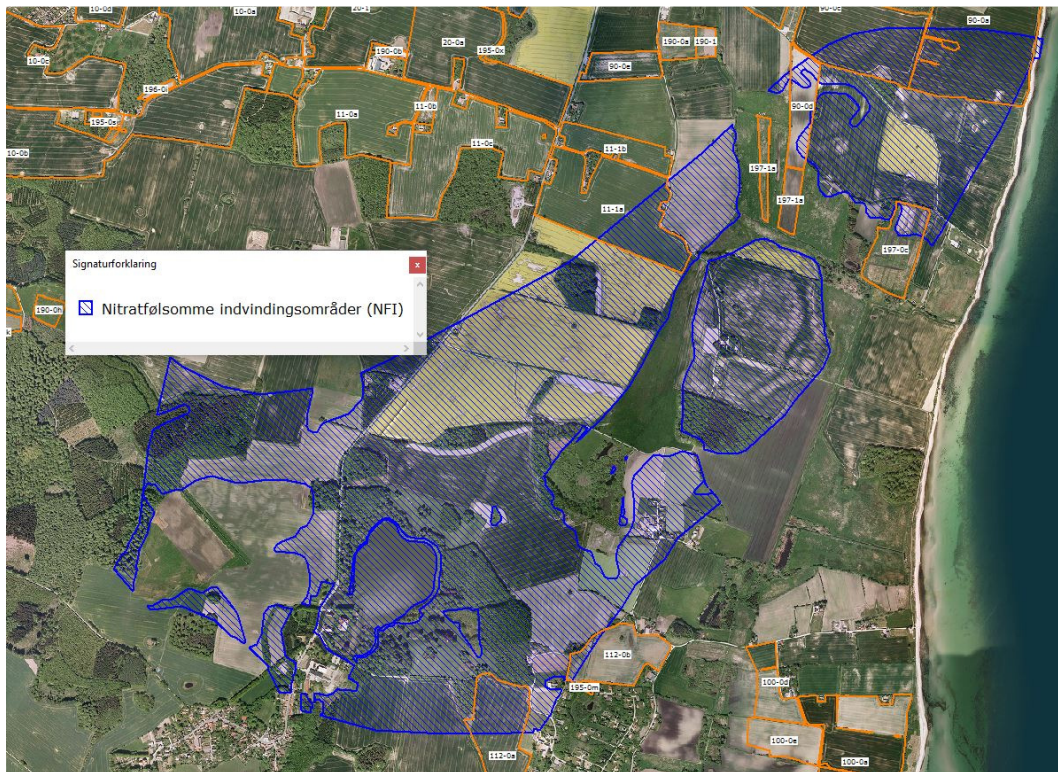 10-0d
10-0a
20-1
90-0c
90-0a
190-0b
20-0a
195-0x
190-0a
190-1
10-0c
90-0e
196-0i
90-0d
195-0s
11-0a
11-0b
11-0c
11-1b
10-0b
197-1a
11-1a
197-1a
197-0c
Signaturforklaring
x
Nitratfølsomme indvindingsområder (NFI)
190-0h
k
112-0b
195-0m
100-0d
100-0e
112-0a
100-0a